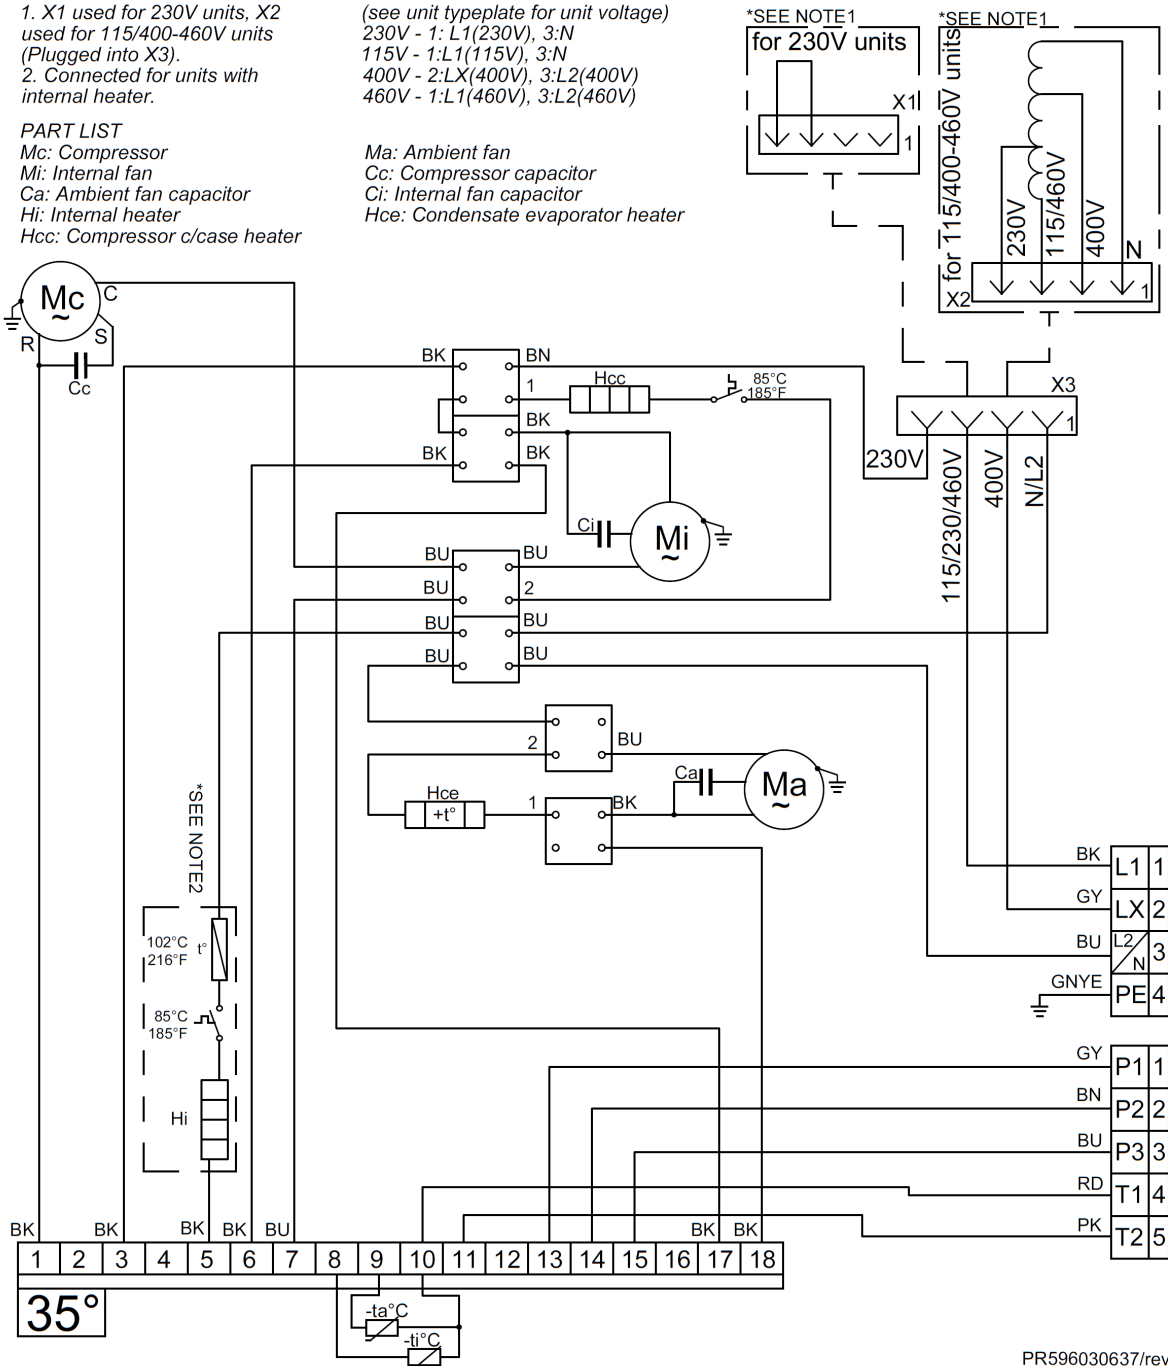 1. X1 used for 230V units, X2
used for 115/400-460V units
(Plugged into X3).
2. Connected for units with
internal heater.
(see unit typeplate for unit voltage)
230V - 1: L1(230V), 3:N
115V - 1:L1(115V), 3:N
400V - 2:LX(400V), 3:L2(400V)
460V - 1:L1(460V), 3:L2(460V)
PART LIST
Mc: Compressor
Mi: Internal fan
Ca: Ambient fan capacitor
Hi: Internal heater
Hcc: Compressor c/case heater
Ma: Ambient fan
Cc: Compressor capacitor
Ci: Internal fan capacitor
Hce: Condensate evaporator heater
*SEE NOTE1
for 230V units
X1
1
*SEE NOTE1
for 115/400-460V units
230V
115/460V
400V
N
X2
1
Mc
~
C
S
R
Cc
BK
BN
1
Hcc
85°C
185°F
BK
BK
BK
X3
1
230V
115/230/460V
400V
N/L2
Ci
Mi
~
BU
BU
BU
2
BU
BU
BU
BU
2
BU
Ca
Ma
~
Hce
+t°
1
BK
*SEE NOTE2
102°C
216°F
t°
85°C
185°F
Hi
BK
L1
1
GY
LX
2
BU
L2
N
3
GNYE
PE
4
GY
P1
1
BN
P2
2
BU
P3
3
RD
T1
4
PK
T2
5
BK
BK
BK
BK
BU
BK
BK
1 2 3 4 5 6 7 8 9 10 11 12 13 14 15 16 17 18
35°
-ta°C
-ti°C
PR596030637/rev